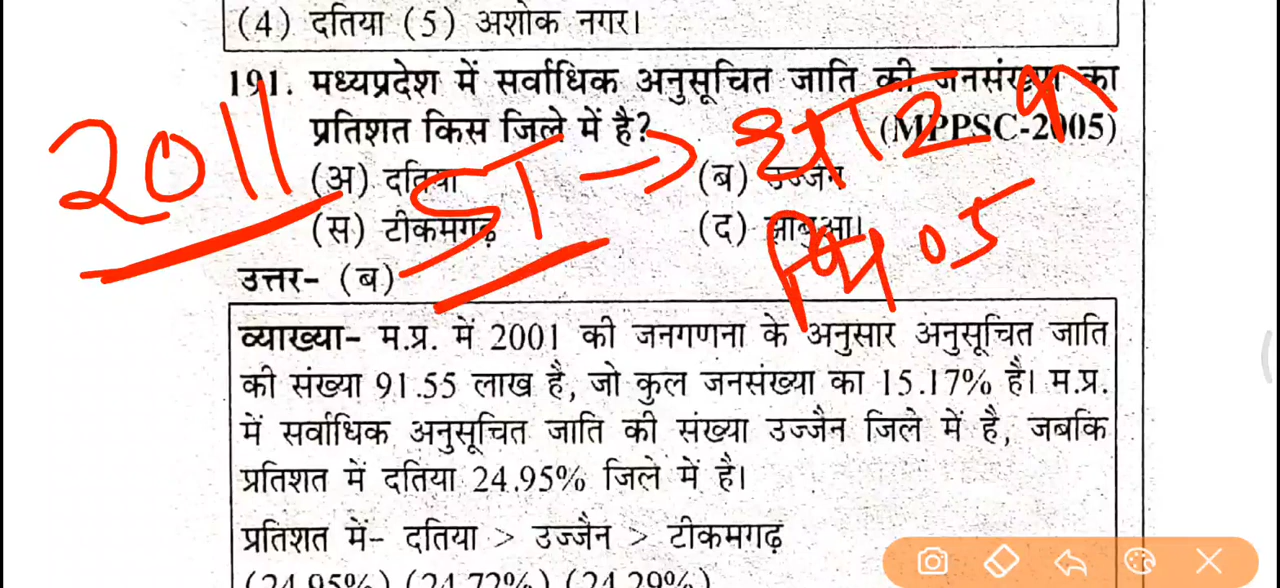 (4) दतिया (5) अशोक नगर।
191. मध्यप्रदेश में सर्वाधिक अनुसूचित जाति की जनसंख्या का
प्रतिशत किस जिले में है? (MPPSC-2005)
(अ) दतिया (ब) उज्जैन
(स) टीकमगढ़ (द) झाबुआ।
उत्तर- (ब)
2011 ST →
05
व्याख्या- म.प्र. में 2001 की जनगणना के अनुसार अनुसूचित जाति
की संख्या 91.55 लाख है, जो कुल जनसंख्या का 15.17% है। म.प्र.
में सर्वाधिक अनुसूचित जाति की संख्या उज्जैन जिले में है, जबकि
प्रतिशत में दतिया 24.95% जिले में है।
प्रतिशत में- दतिया > उज्जैन > टीकमगढ़
(24.95%) (24.72%) (24.29%)